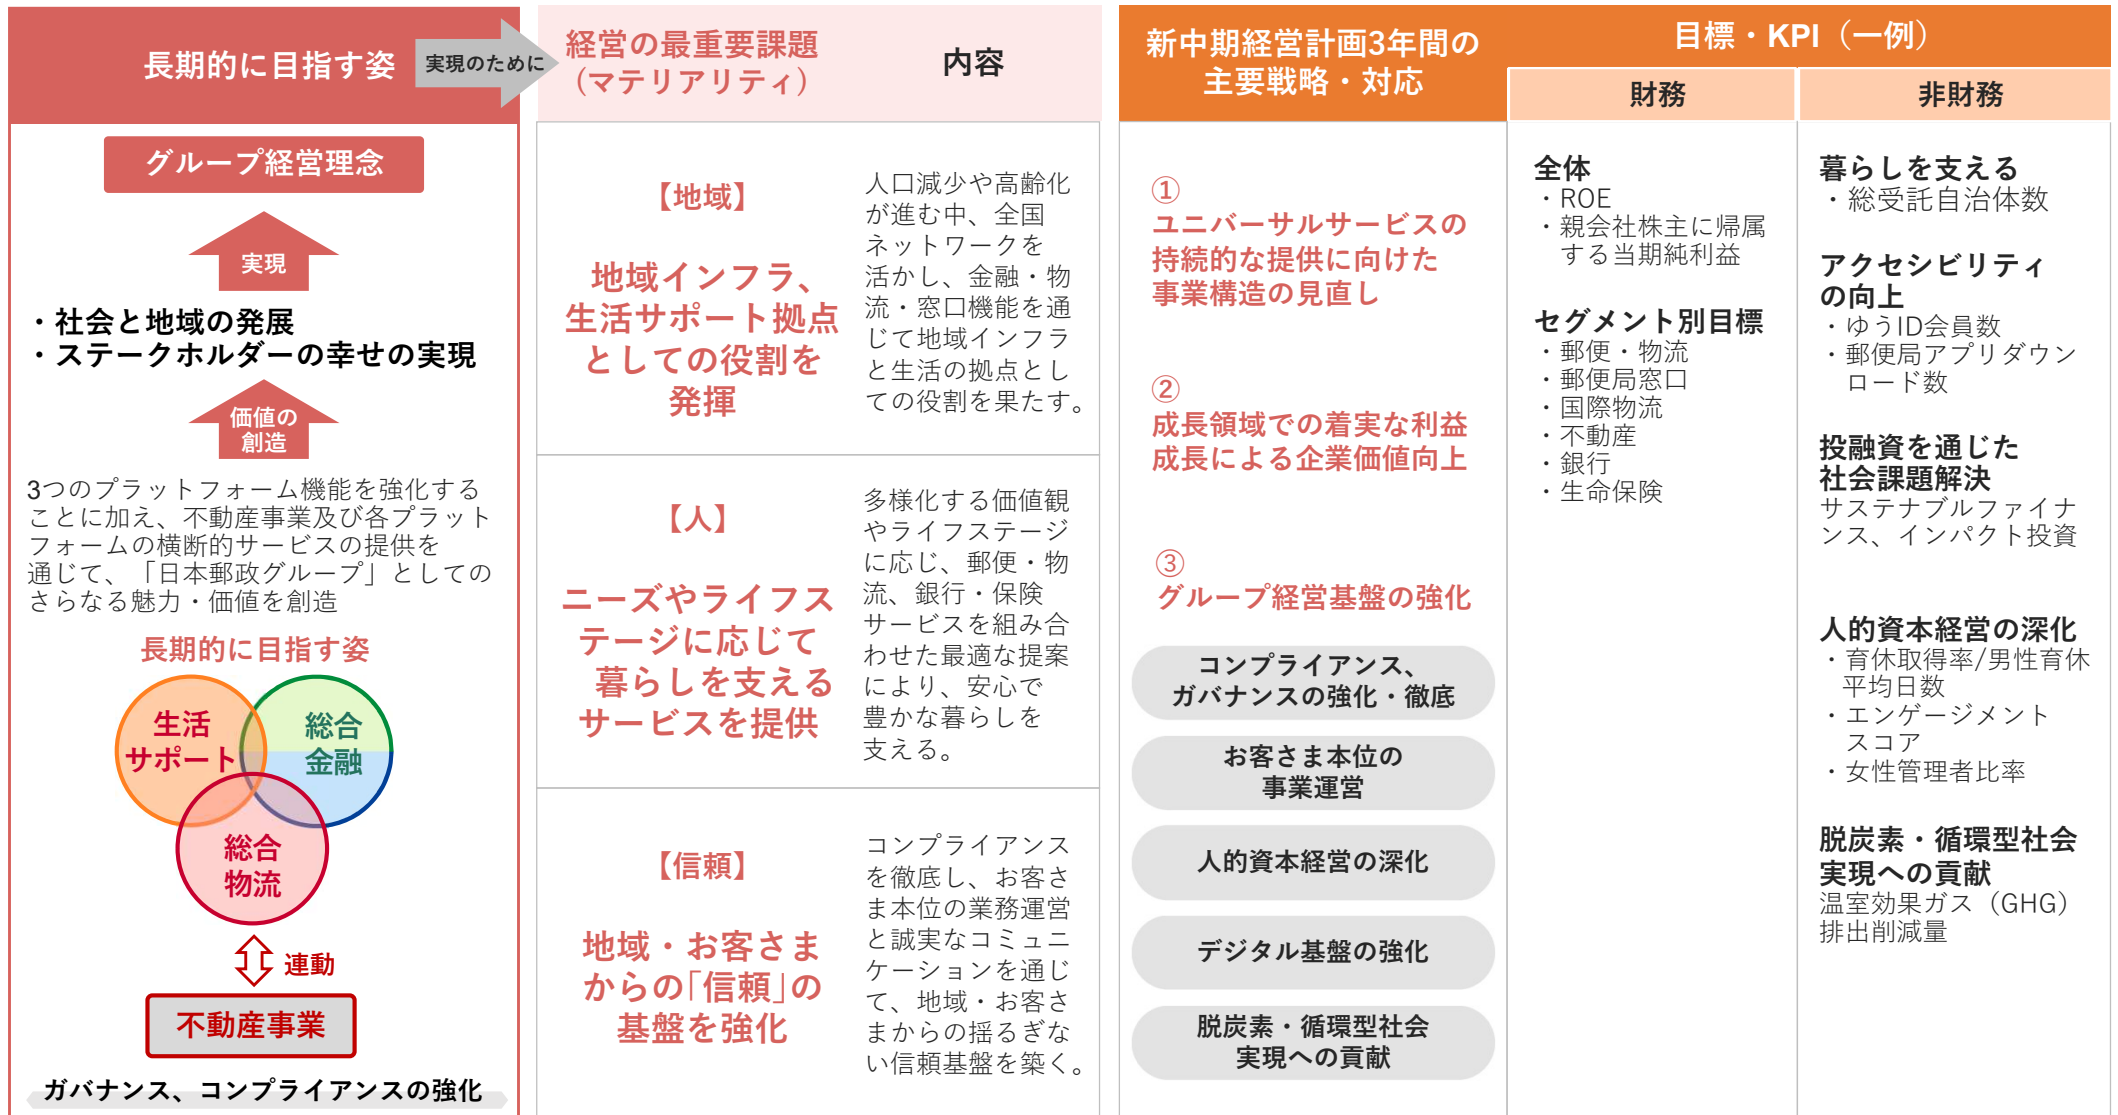 長期的に目指す姿
実現のために
グループ経営理念
実現
・社会と地域の発展
・ステークホルダーの幸せの実現
価値の
創造
3つのプラットフォーム機能を強化する
ことに加え、不動産事業及び各プラット
フォームの横断的サービスの提供を
通じて、「日本郵政グループ」としての
さらなる魅力・価値を創造
長期的に目指す姿
生活
サポート
総合
金融
総合
物流
連動
不動産事業
ガバナンス、コンプライアンスの強化
経営の最重要課題
（マテリアリティ）
内容
【地域】
地域インフラ、
生活サポート拠点
としての役割を
発揮
人口減少や高齢化
が進む中、全国
ネットワークを
活かし、金融・物
流・窓口機能を通
じて地域インフラ
と生活の拠点とし
ての役割を果たす。
【人】
ニーズやライフス
テージに応じて
暮らしを支える
サービスを提供
多様化する価値観
やライフステージ
に応じ、郵便・物
流、銀行・保険
サービスを組み合
わせた最適な提案
により、安心で
豊かな暮らしを
支える。
【信頼】
地域・お客さま
からの「信頼」の
基盤を強化
コンプライアンス
を徹底し、お客さ
ま本位の業務運営
と誠実なコミュニ
ケーションを通じ
て、地域・お客さ
まからの揺るぎな
い信頼基盤を築く。
新中期経営計画3年間の
主要戦略・対応
①
ユニバーサルサービスの
持続的な提供に向けた
事業構造の見直し
②
成長領域での着実な利益
成長による企業価値向上
③
グループ経営基盤の強化
コンプライアンス、
ガバナンスの強化・徹底
お客さま本位の
事業運営
人的資本経営の深化
デジタル基盤の強化
脱炭素・循環型社会
実現への貢献
目標・KPI（一例）
財務
全体
・ROE
・親会社株主に帰属
する当期純利益
セグメント別目標
・郵便・物流
・郵便局窓口
・国際物流
・不動産
・銀行
・生命保険
非財務
暮らしを支える
・総受託自治体数
アクセシビリティ
の向上
・ゆうID会員数
・郵便局アプリダウン
ロード数
投融資を通じた
社会課題解決
サステナブルファイナ
ンス、インパクト投資
人的資本経営の深化
・育休取得率/男性育休
平均日数
・エンゲージメント
スコア
・女性管理者比率
脱炭素・循環型社会
実現への貢献
温室効果ガス（GHG）
排出削減量